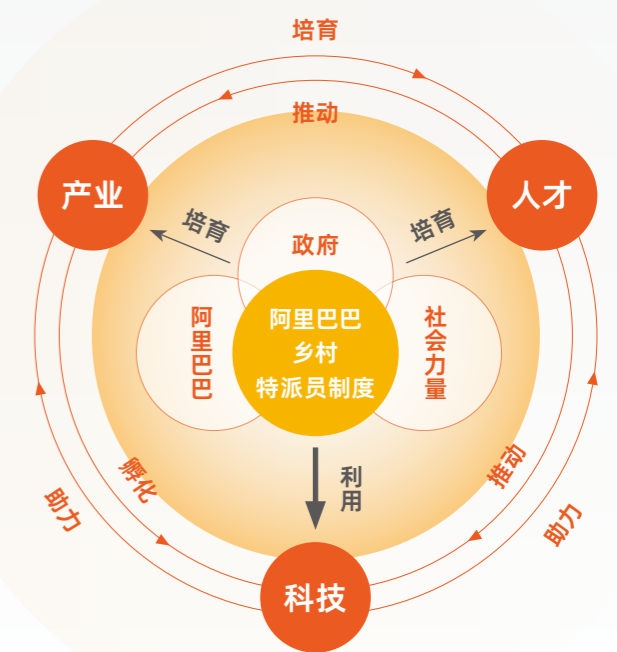 培育
推动
产业
人才
培育
培育
政府
阿里巴巴
阿里巴巴
乡村
特派员制度
社会力量
孵化
推动
利用
助力
助力
科技